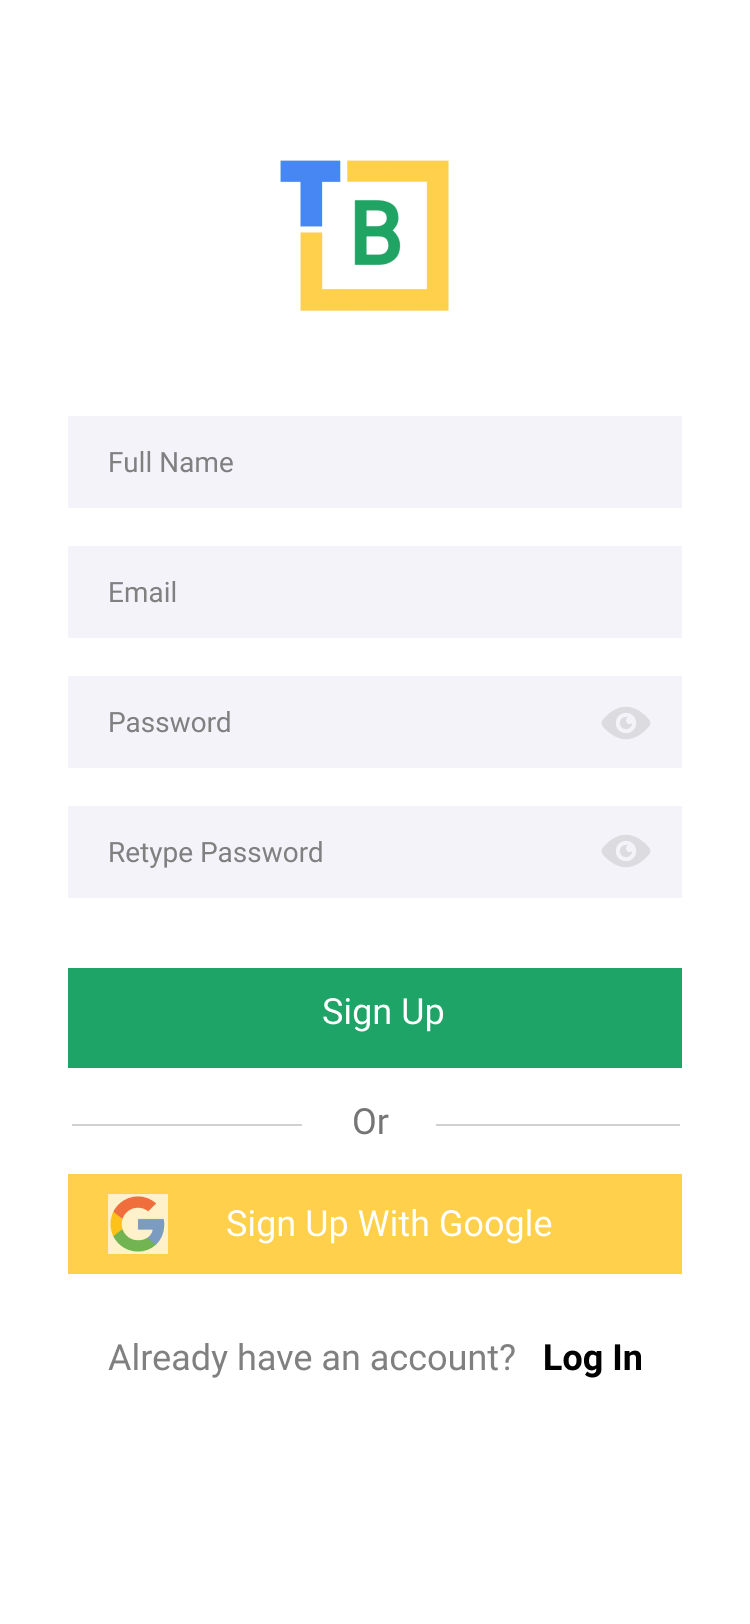 TB
Full Name
Email
Password
Retype Password
Sign Up
Or
Sign Up With Google
Already have an account? Log In